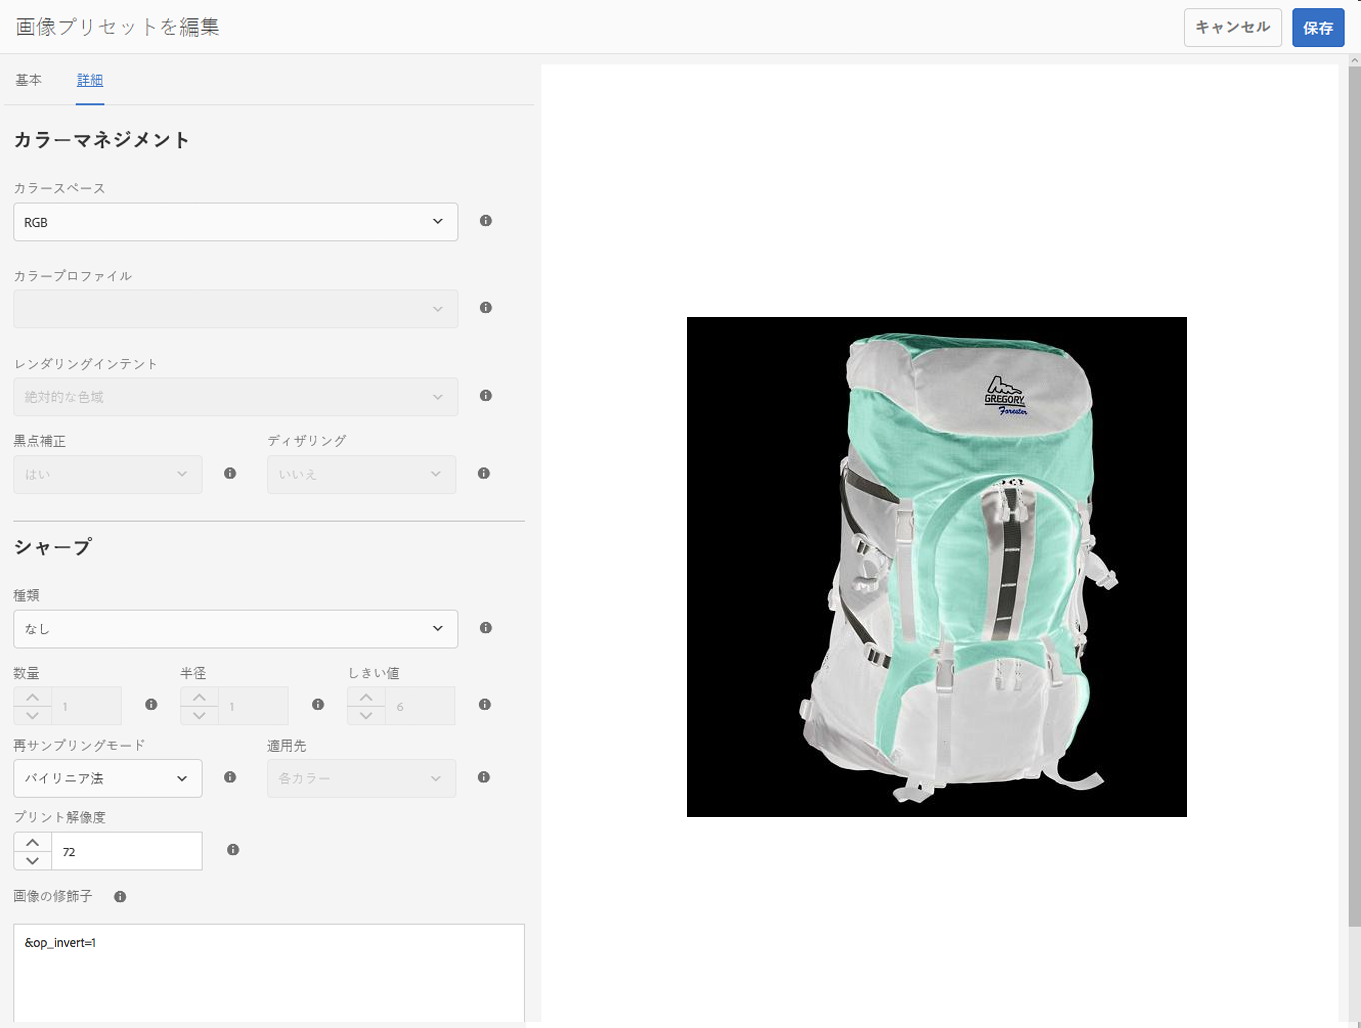 画像プリセットを編集
キャンセル
保存
基本
詳細
カラーマネジメント
カラースペース
RGB
カラープロファイル
レンダリングインテント
絶対的な色域
黒点補正
ディザリング
はい
いいえ
シャープ
種類
なし
数量
半径
しきい値
1
1
6
再サンプリングモード
適用先
バイリニア法
各カラー
プリント解像度
72
画像の修飾子
&op_invert=1
GREGORY
Forester